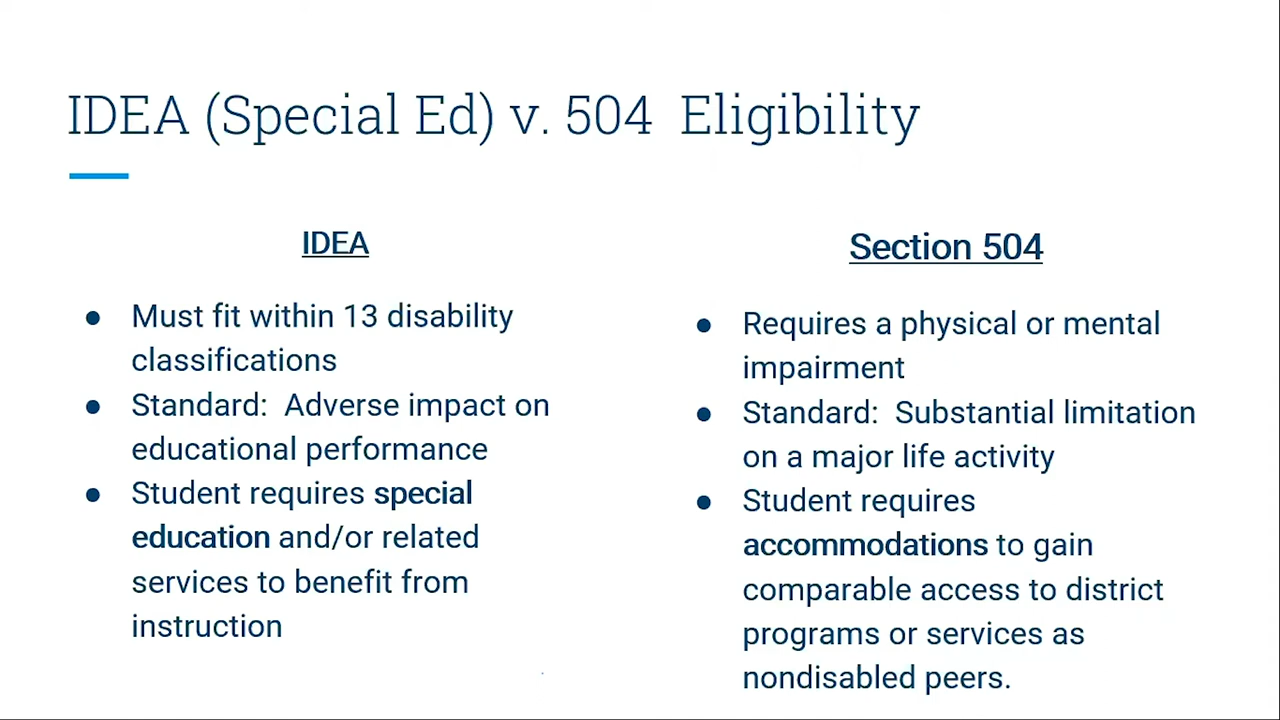 IDEA (Special Ed) v. 504  Eligibility
IDEA
● Must fit within 13 disability
classifications
● Standard:  Adverse impact on
educational performance
● Student requires special
education and/or related
services to benefit from
instruction
Section 504
● Requires a physical or mental
impairment
● Standard:  Substantial limitation
on a major life activity
● Student requires
accommodations to gain
comparable access to district
programs or services as
nondisabled peers.